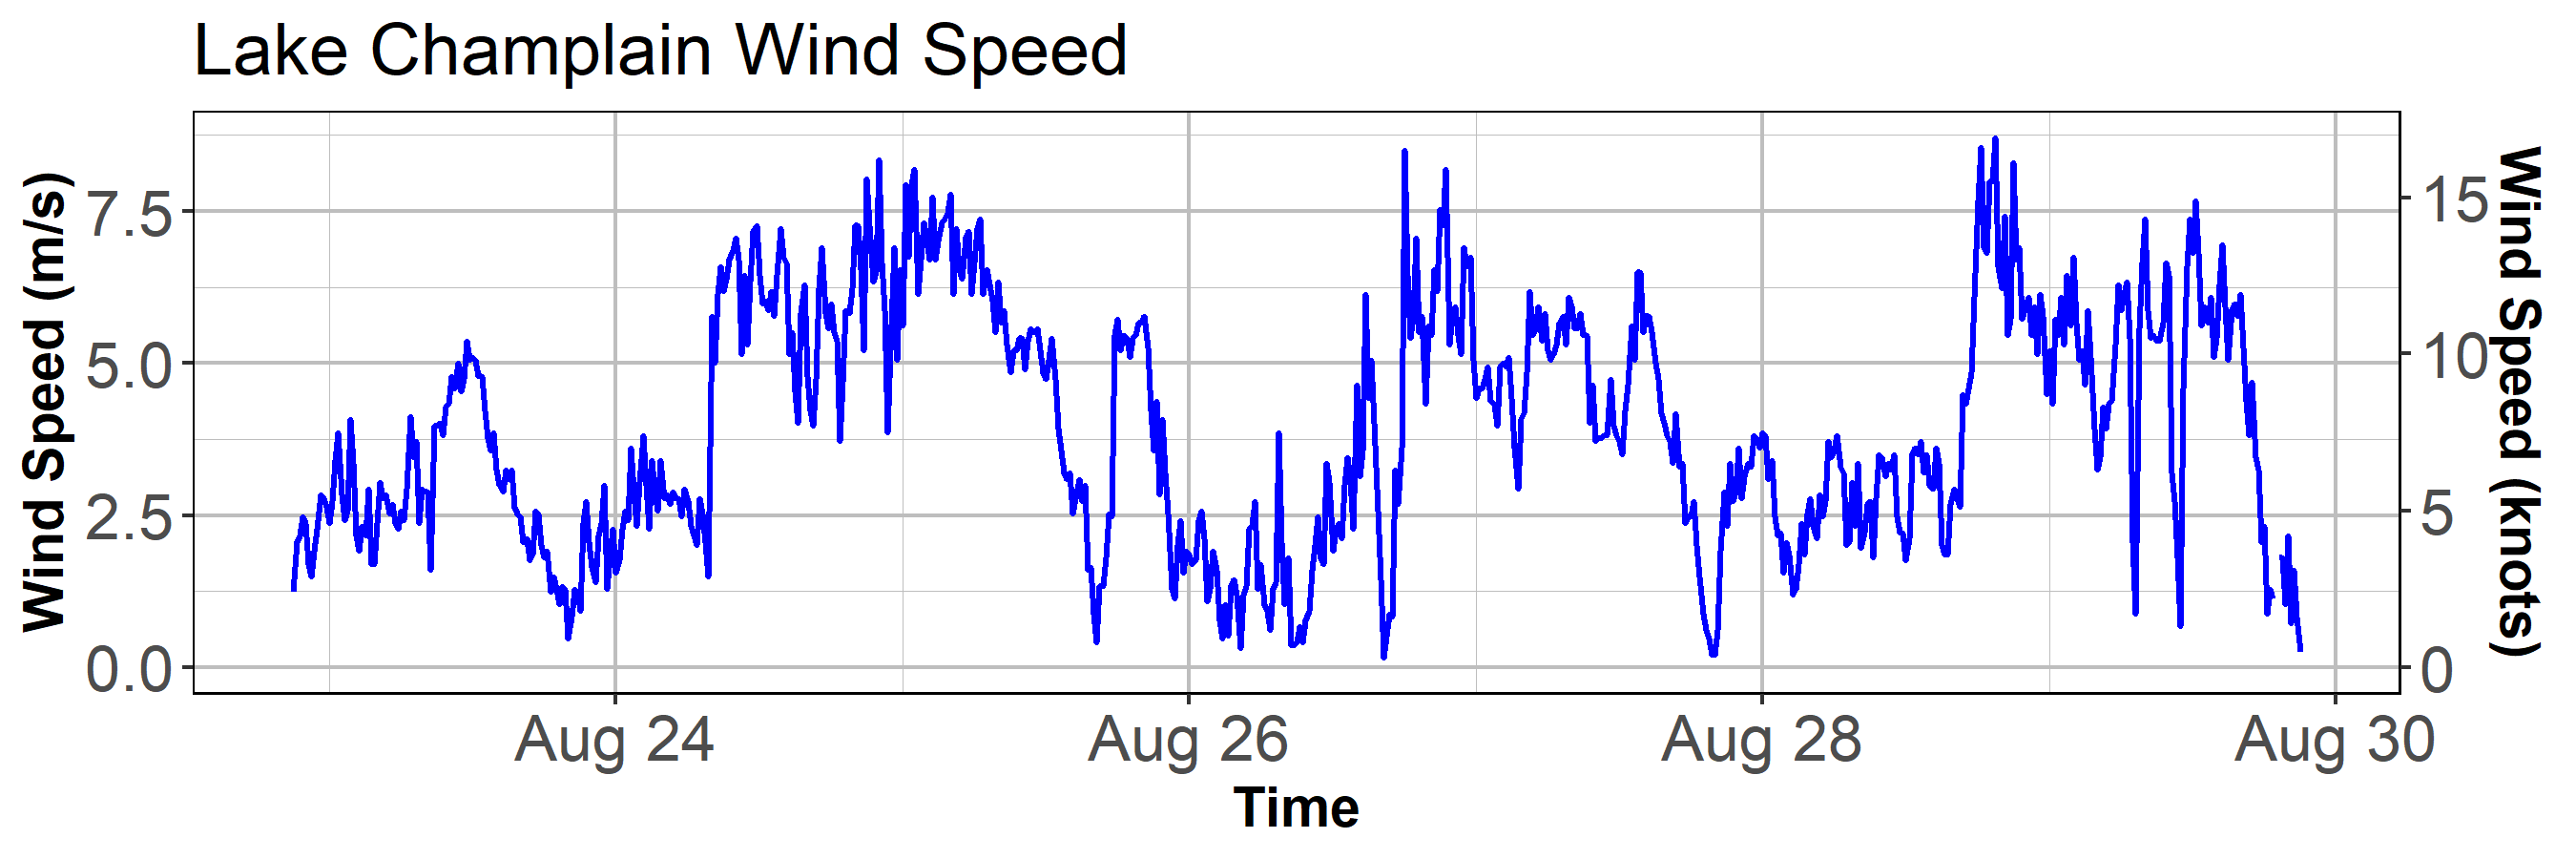 Lake Champlain Wind Speed
Wind Speed (m/s)
7.5
5.0
2.5
0.0
15
10
5
0
Wind Speed (knots)
Aug 24 Aug 26 Aug 28 Aug 30
Time